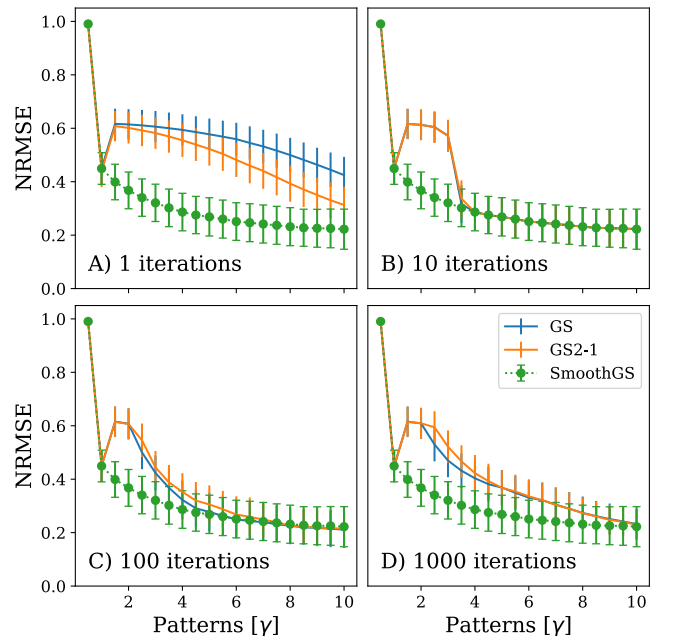 1.0
0.8
0.6
0.4
0.2
0.0
NRMSE
A) 1 iterations
B) 10 iterations
1.0
0.8
0.6
0.4
0.2
0.0
NRMSE
GS
GS2-1
SmoothGS
C) 100 iterations
D) 1000 iterations
2 4 6 8 10
2 4 6 8 10
Patterns [γ]
Patterns [γ]